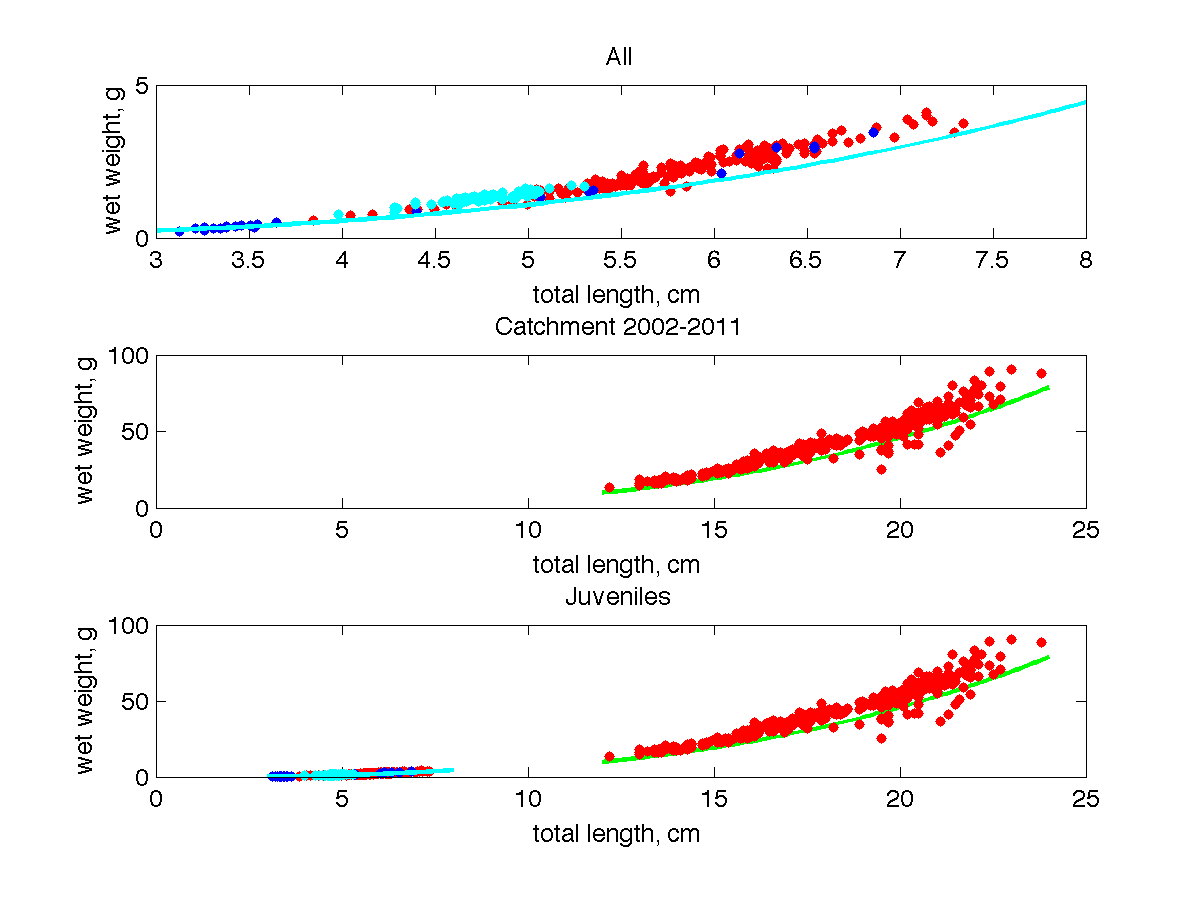 All
wet weight, g
5
0
3 3.5 4 4.5 5 5.5 6 6.5 7 7.5 8
total length, cm
Catchment 2002-2011
wet weight, g
100
50
0
0 5 10 15 20 25
total length, cm
Juveniles
wet weight, g
100
50
0
0 5 10 15 20 25
total length, cm